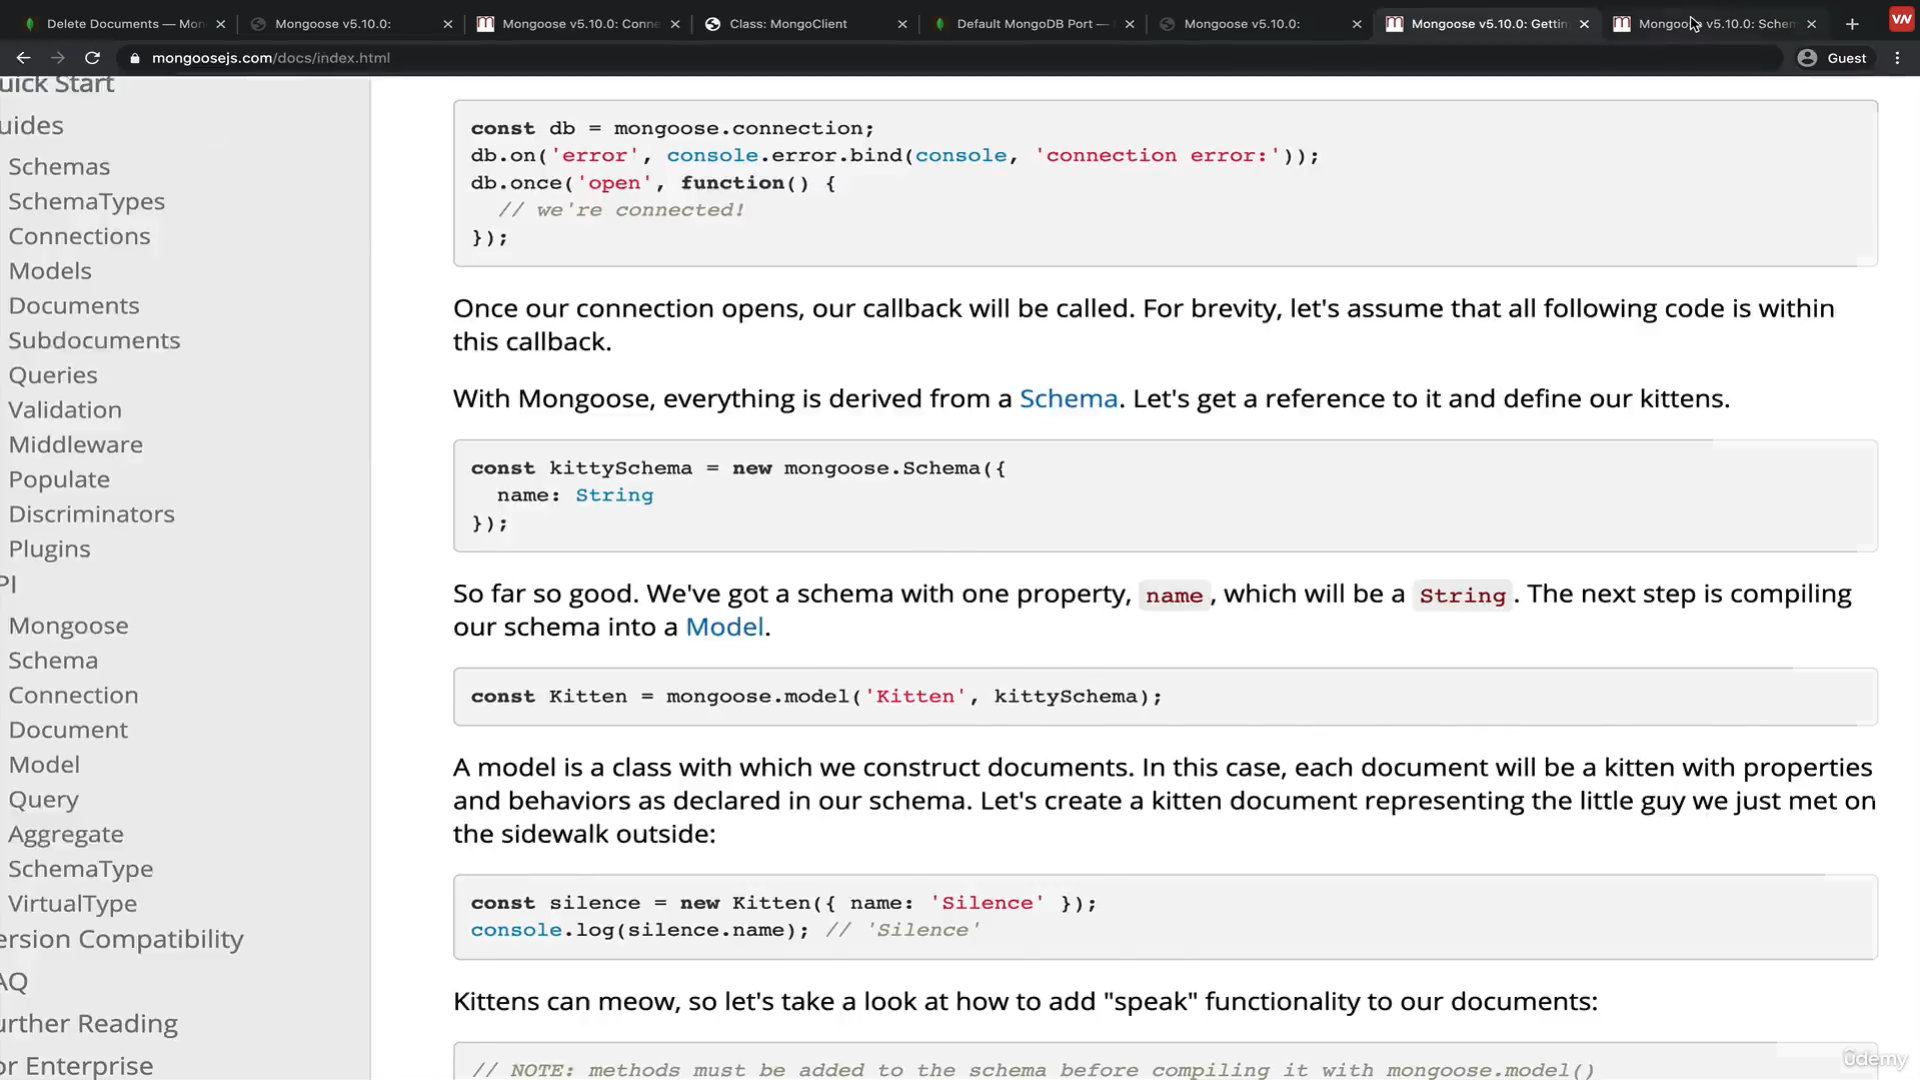 Delete Documents — Mon
Mongoose v5.10.0:
Mongoose v5.10.0: Conne
Class: MongoClient
Default MongoDB Port —
Mongoose v5.10.0:
Mongoose v5.10.0: Gettin
Mongoose v5.10.0: Schem
mongoosejs.com/docs/index.html
Guest
uick Start
uides
Schemas
SchemaTypes
Connections
Models
Documents
Subdocuments
Queries
Validation
Middleware
Populate
Discriminators
Plugins
PI
Mongoose
Schema
Connection
Document
Model
Query
Aggregate
SchemaType
VirtualType
ersion Compatibility
AQ
urther Reading
or Enterprise
const db = mongoose.connection;
db.on('error', console.error.bind(console, 'connection error:'));
db.once('open', function() {
// we're connected!
});
Once our connection opens, our callback will be called. For brevity, let's assume that all following code is within
this callback.
With Mongoose, everything is derived from a Schema. Let's get a reference to it and define our kittens.
const kittySchema = new mongoose.Schema({
name: String
});
So far so good. We've got a schema with one property, name, which will be a String. The next step is compiling
our schema into a Model.
const Kitten = mongoose.model('Kitten', kittySchema);
A model is a class with which we construct documents. In this case, each document will be a kitten with properties
and behaviors as declared in our schema. Let's create a kitten document representing the little guy we just met on
the sidewalk outside:
const silence = new Kitten({ name: 'Silence' });
console.log(silence.name); // 'Silence'
Kittens can meow, so let's take a look at how to add "speak" functionality to our documents:
// NOTE: methods must be added to the schema before compiling it with mongoose.model()
ûdemy